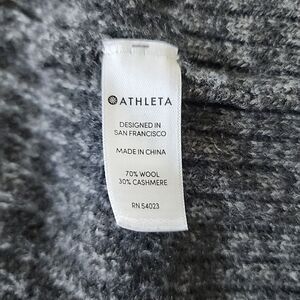 ATHLETA
DESIGNED IN
SAN FRANCISCO
MADE IN CHINA
70% WOOL
30% CASHMERE
RN 54023